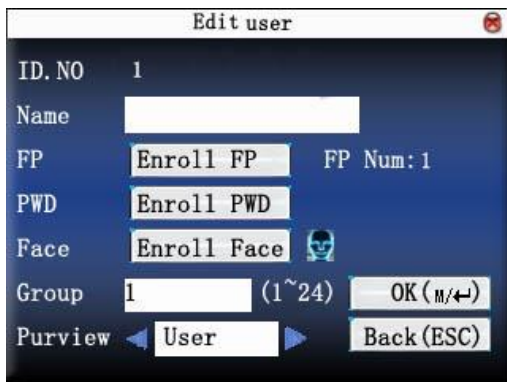 Edit user
ID.NO 1
Name
FP Enroll FP FP Num:1
PWD Enroll PWD
Face Enroll Face
Group 1 (1~24) OK(M/↵)
Purview User Back(ESC)